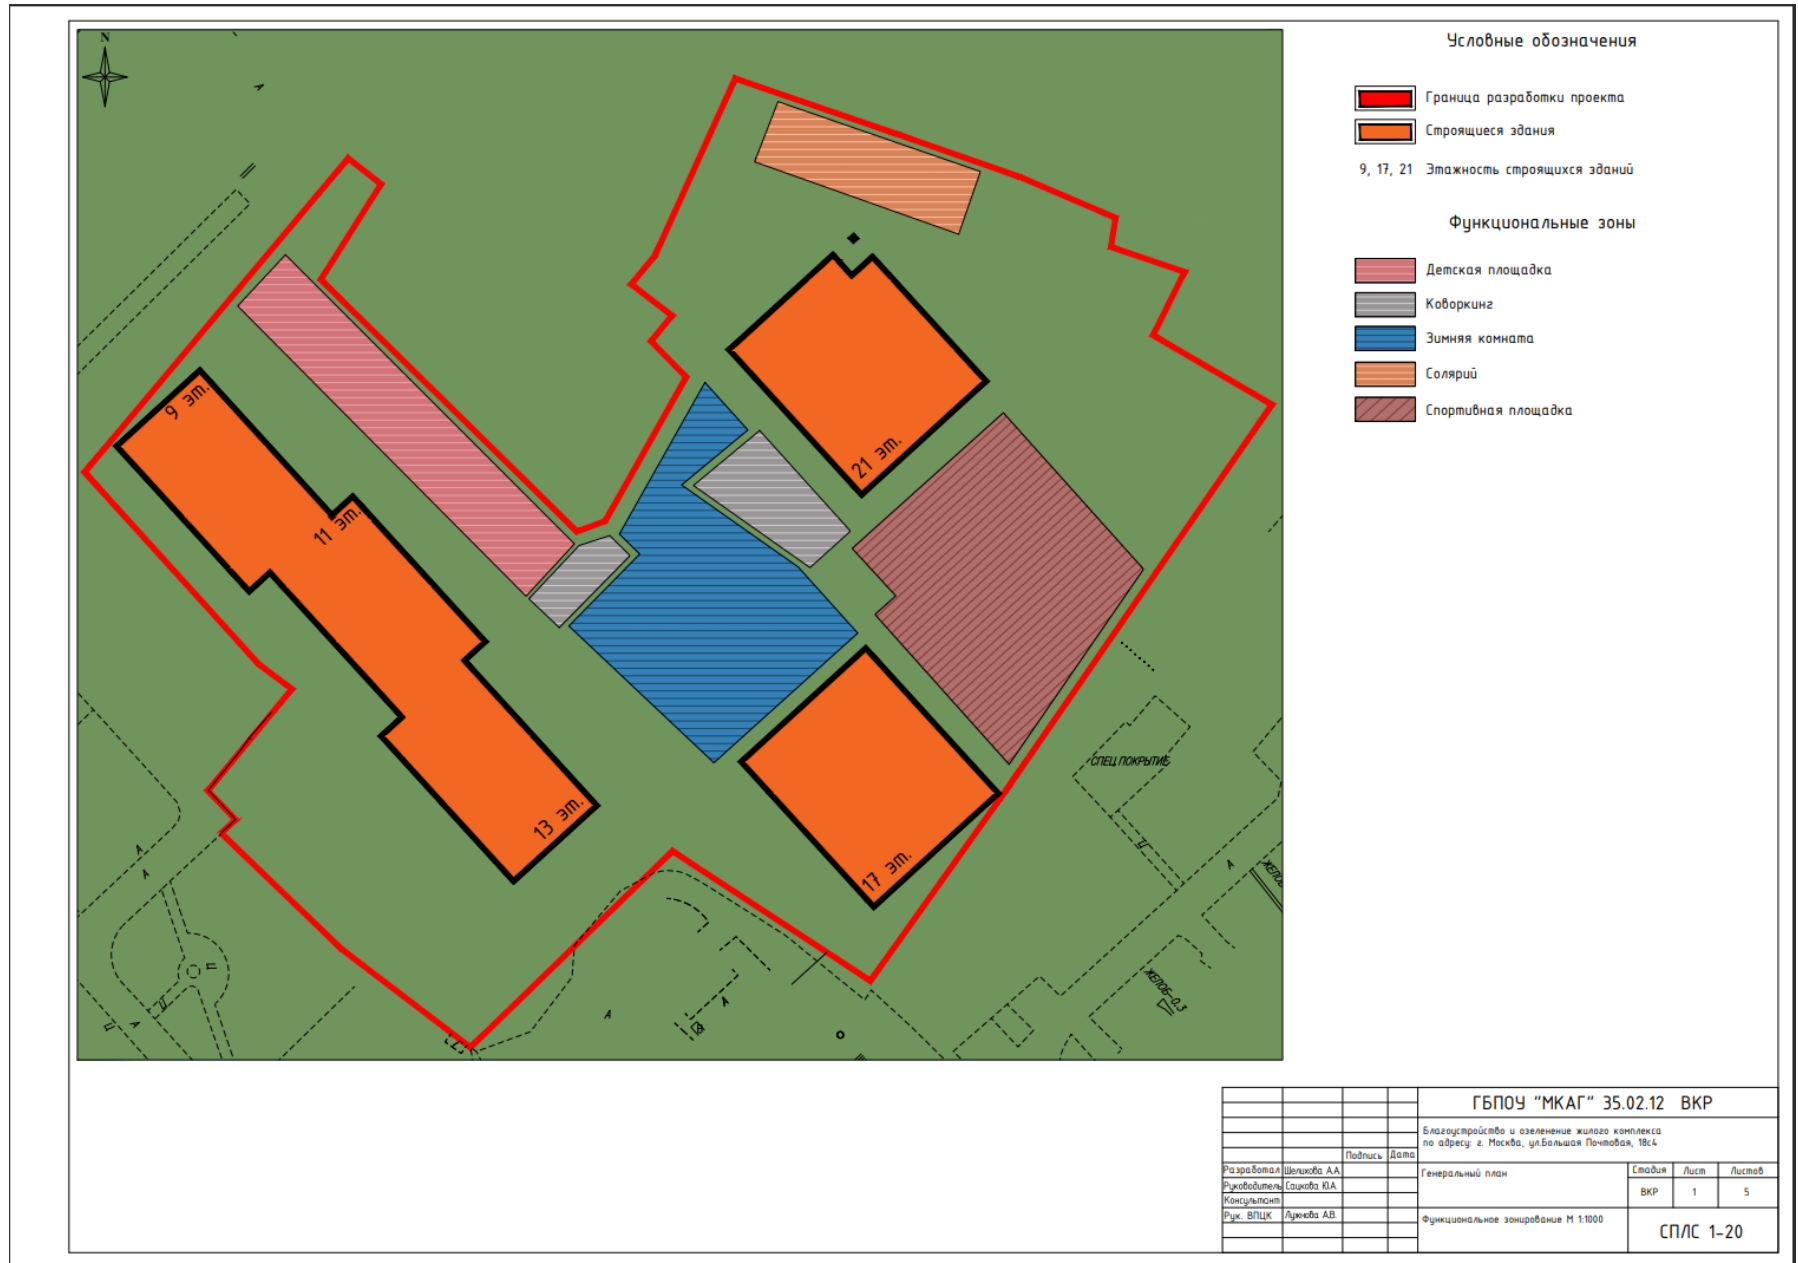 N
А
А
9 эт.
11 эт.
21 эт.
13 эт.
17 эт.
СПЕЦ.ПОКРЫТИЕ
А
А
Ц
А
Ц
Ц
А
Ц
А
А
ЖЕЛОБ-0.3
Условные обозначения
Граница разработки проекта
Строящиеся здания
9, 17, 21 Этажность строящихся зданий
Функциональные зоны
Детская площадка
Коворкинг
Зимняя комната
Солярий
Спортивная площадка
ГБПОУ "МКАГ" 35.02.12 ВКР
Благоустройство и озеленение жилого комплекса
по адресу: г. Москва, ул.Большая Почтовая, 18с4
Подпись Дата
Разработал Шелихова А.А.
Руководитель Сацкова Ю.А.
Консультант
Рук. ВПЦК Лужнова А.В.
Генеральный план
Стадия Лист Листов
ВКР 1 5
Функциональное зонирование М 1:1000
СПЛС 1-20